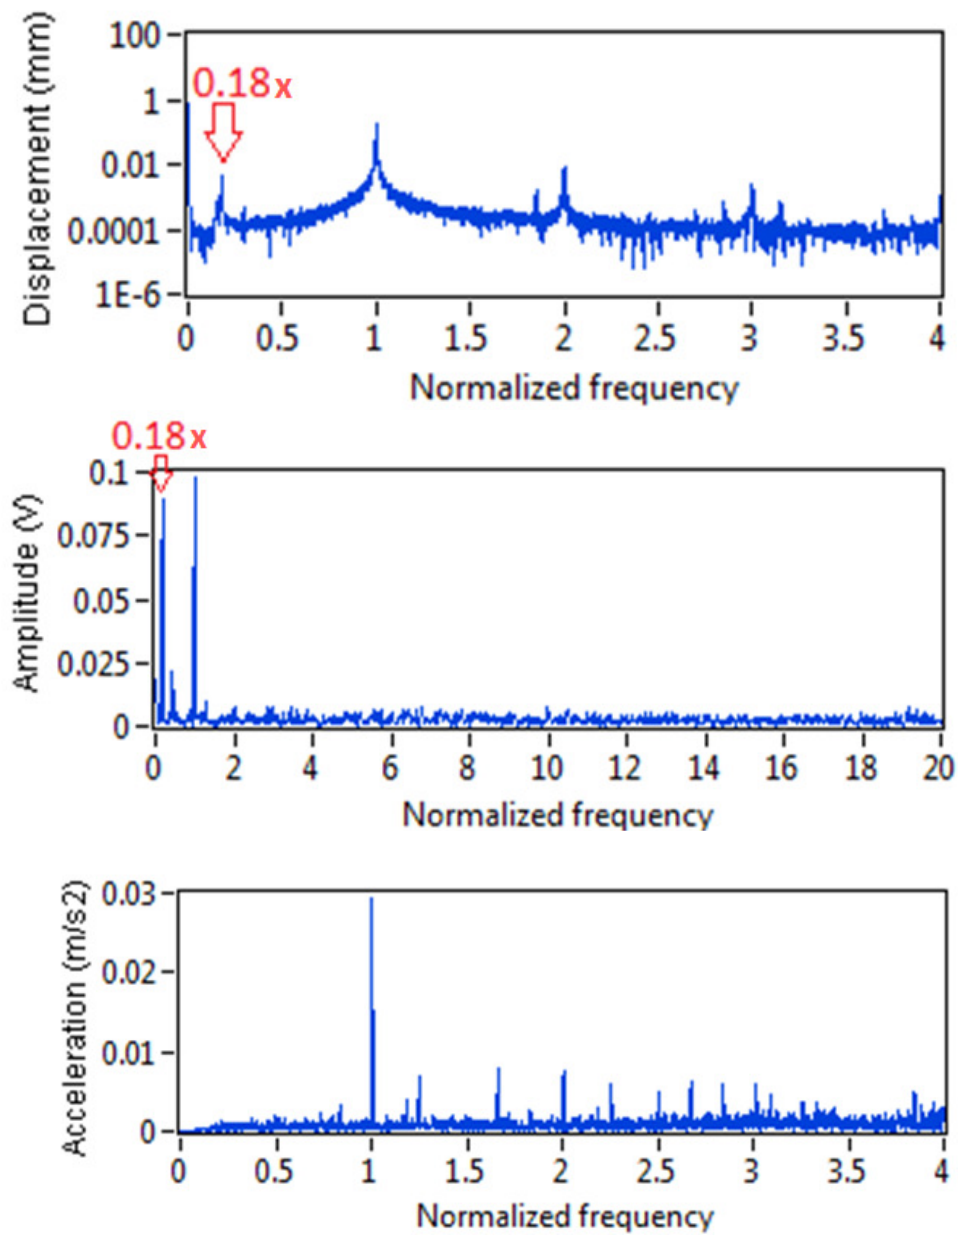 Displacement (mm)
100
1
0.01
0.0001
1E-6
0.18x
0 0.5 1 1.5 2 2.5 3 3.5 4
Normalized frequency
0.18x
Amplitude (V)
0.1
0.075
0.05
0.025
0
0 2 4 6 8 10 12 14 16 18 20
Normalized frequency
Acceleration (m/s2)
0.03
0.02
0.01
0
0 0.5 1 1.5 2 2.5 3 3.5 4
Normalized frequency